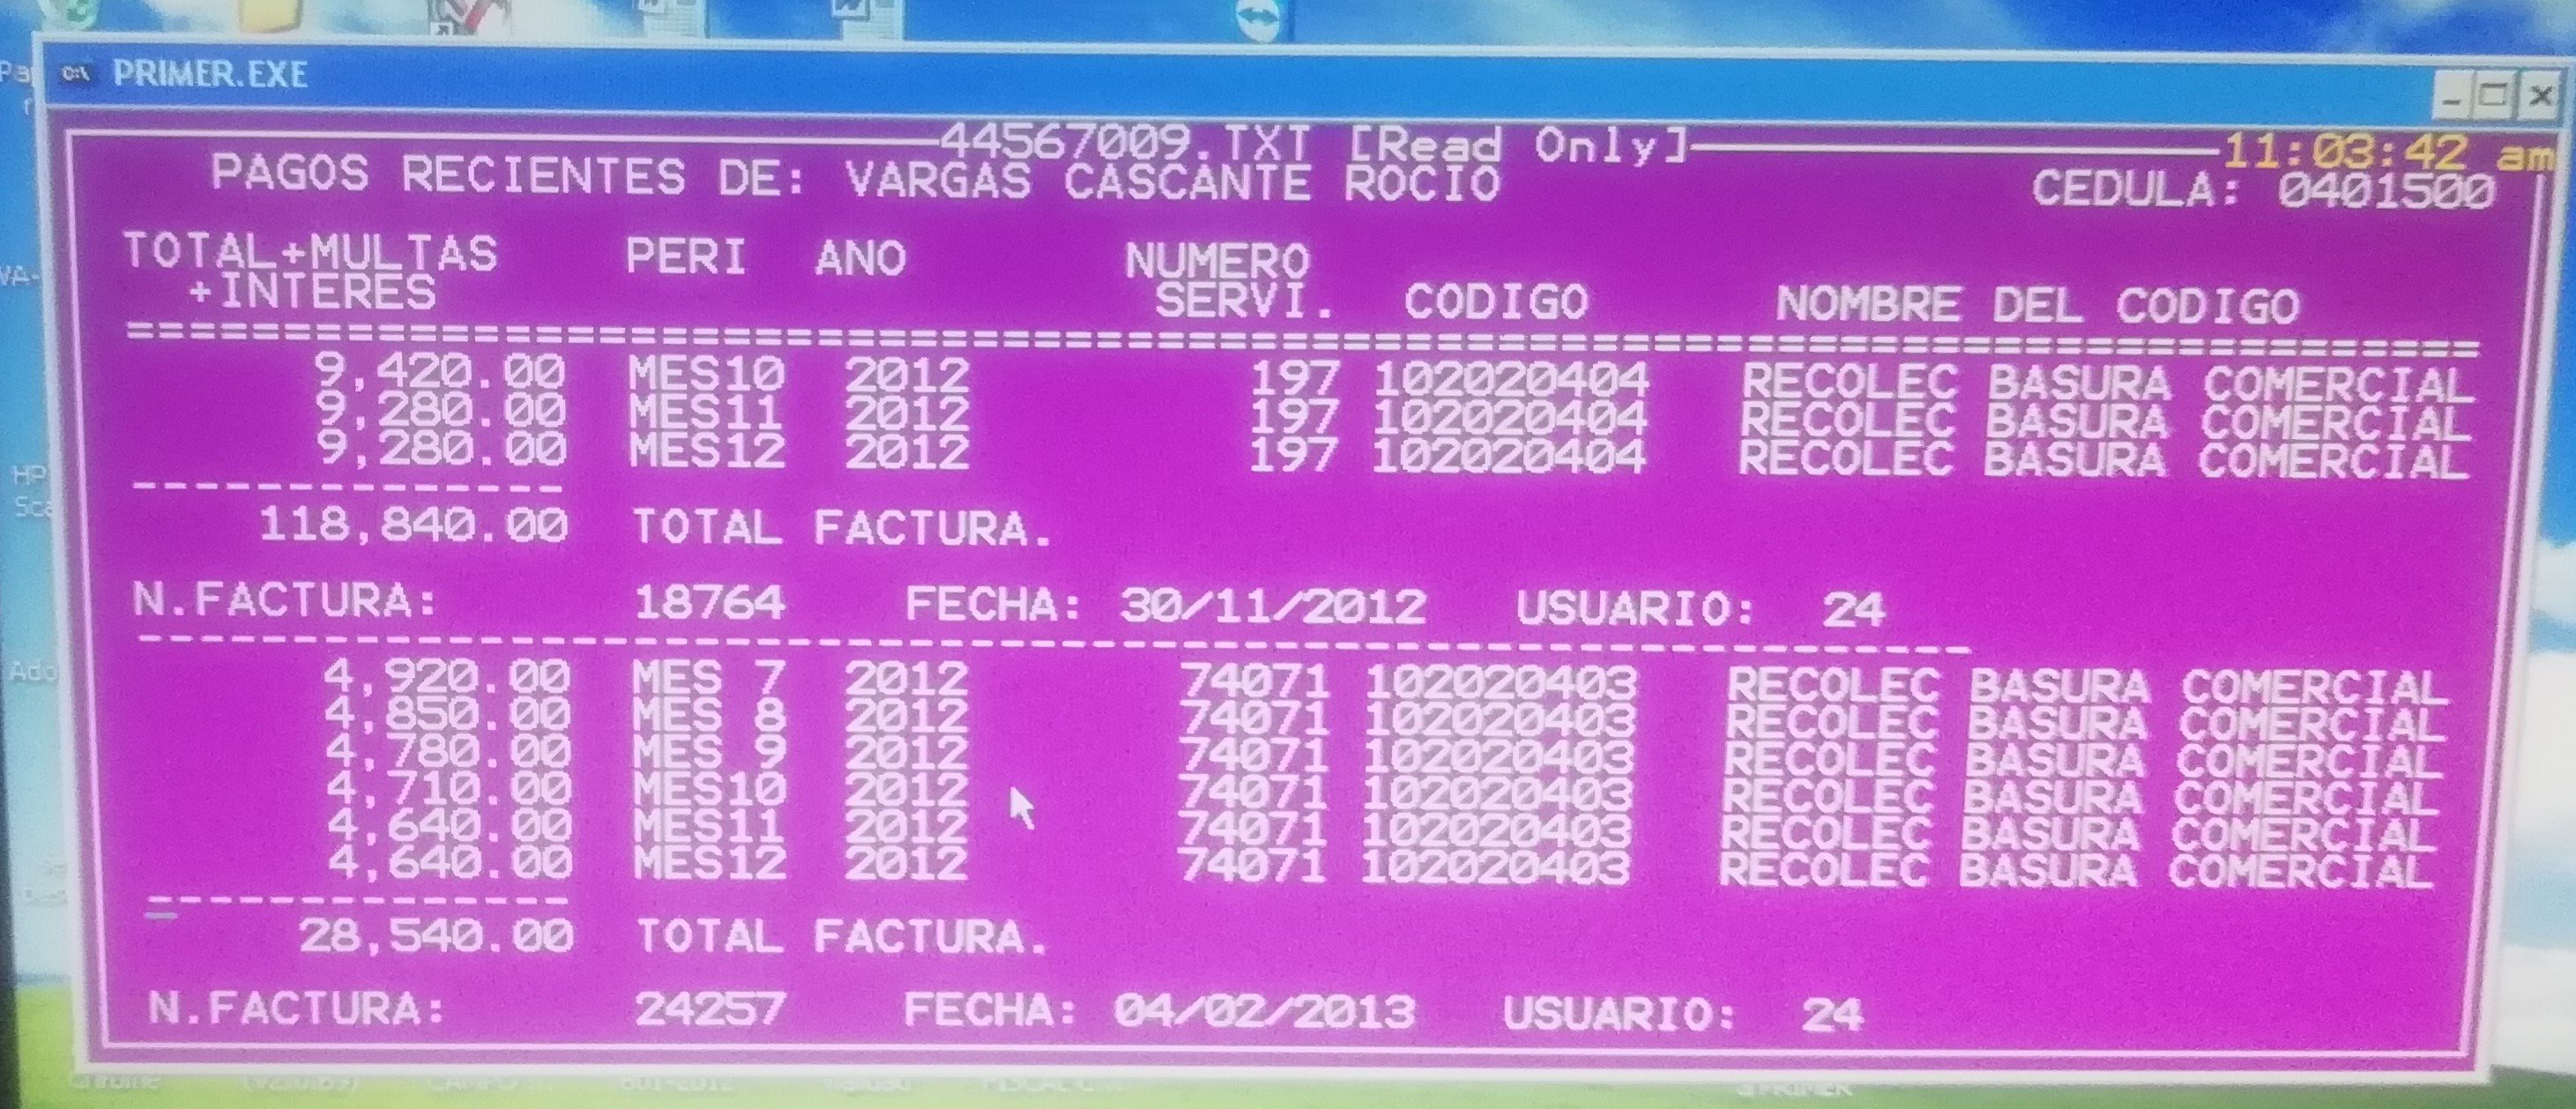 PRIMER.EXE
44567009.TXT [Read Only] 11:03:42 am
PAGOS RECIENTES DE: VARGAS CASCANTE ROCIO CEDULA: 0401500
TOTAL+MULTAS PERI ANO NUMERO
+INTERES SERVI. CODIGO NOMBRE DEL CODIGO
==========================================================================
9,420.00 MES10 2012 197 102020404 RECOLEC BASURA COMERCIAL
9,280.00 MES11 2012 197 102020404 RECOLEC BASURA COMERCIAL
9,280.00 MES12 2012 197 102020404 RECOLEC BASURA COMERCIAL
--------------
118,840.00 TOTAL FACTURA.
N.FACTURA: 18764 FECHA: 30/11/2012 USUARIO: 24
------------------------------------------------------------
4,920.00 MES 7 2012 74071 102020403 RECOLEC BASURA COMERCIAL
4,850.00 MES 8 2012 74071 102020403 RECOLEC BASURA COMERCIAL
4,780.00 MES 9 2012 74071 102020403 RECOLEC BASURA COMERCIAL
4,710.00 MES10 2012 74071 102020403 RECOLEC BASURA COMERCIAL
4,640.00 MES11 2012 74071 102020403 RECOLEC BASURA COMERCIAL
4,640.00 MES12 2012 74071 102020403 RECOLEC BASURA COMERCIAL
--------------
28,540.00 TOTAL FACTURA.
N.FACTURA: 24257 FECHA: 04/02/2013 USUARIO: 24